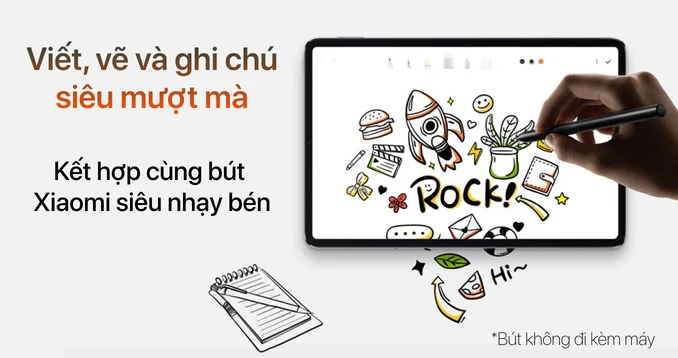 Viết, vẽ và ghi chú
siêu mượt mà
Kết hợp cùng bút
Xiaomi siêu nhạy bén
ROCK!
Hi~
*Bút không đi kèm máy